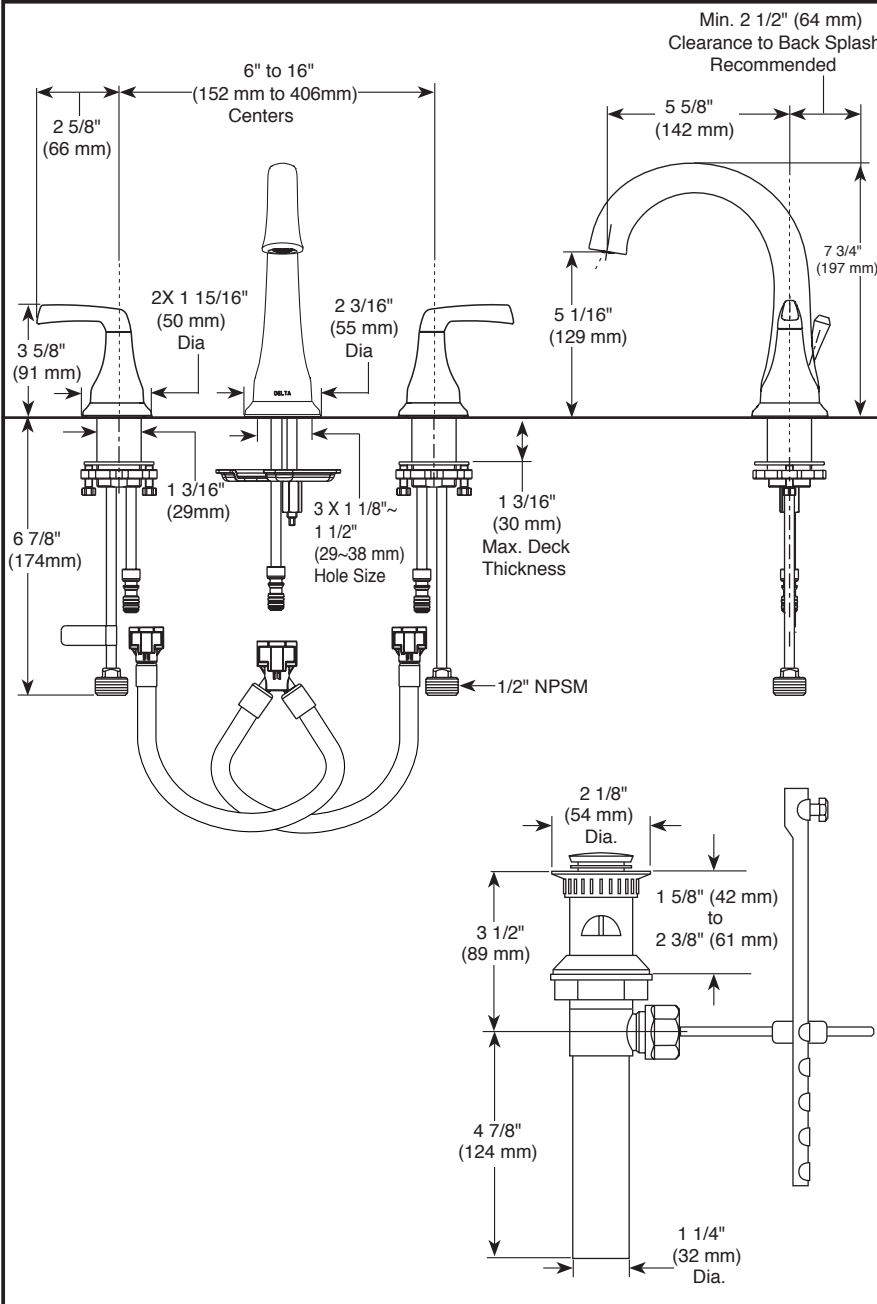 Min. 2 1/2" (64 mm)
Clearance to Back Splash
Recommended
6" to 16"
(152 mm to 406mm)
Centers
2 5/8"
(66 mm)
5 5/8"
(142 mm)
7 3/4"
(197 mm)
2X 1 15/16"
(50 mm)
Dia
2 3/16"
(55 mm)
Dia
3 5/8"
(91 mm)
5 1/16"
(129 mm)
DELTA
1 3/16"
(29mm)
3 X 1 1/8"~
1 1/2"
(29~38 mm)
Hole Size
1 3/16"
(30 mm)
Max. Deck
Thickness
6 7/8"
(174mm)
1/2" NPSM
2 1/8"
(54 mm)
Dia.
1 5/8" (42 mm)
to
2 3/8" (61 mm)
3 1/2"
(89 mm)
4 7/8"
(124 mm)
1 1/4"
(32 mm)
Dia.